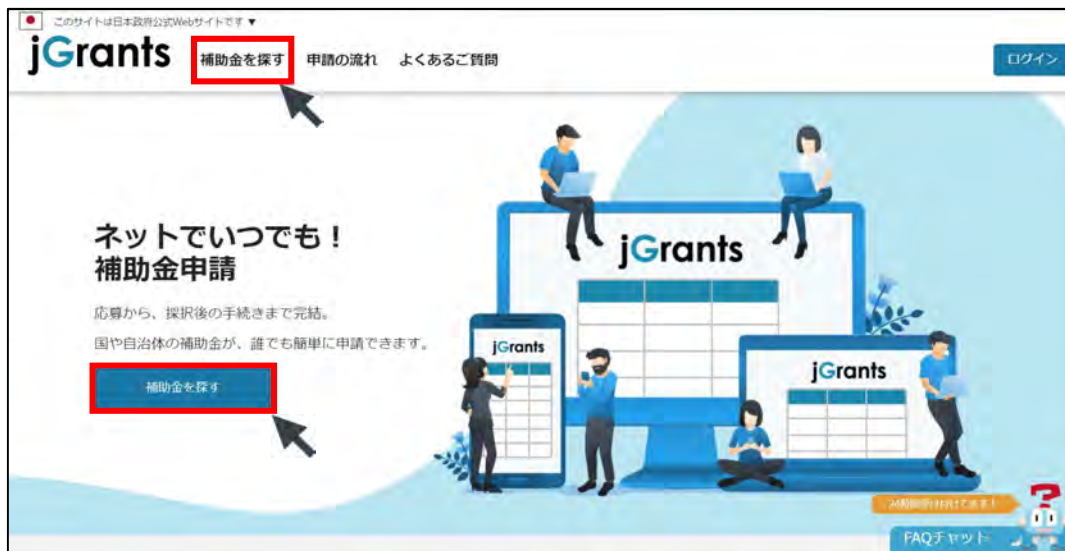 このサイトは日本政府公式Webサイトです ▼
jGrants 補助金を探す 申請の流れ よくあるご質問 ログイン
ネットでいつでも！
補助金申請
応募から、採択後の手続きまで完結。
国や自治体の補助金が、誰でも簡単に申請できます。
補助金を探す
jGrants
jGrants
jGrants
FAQチャット